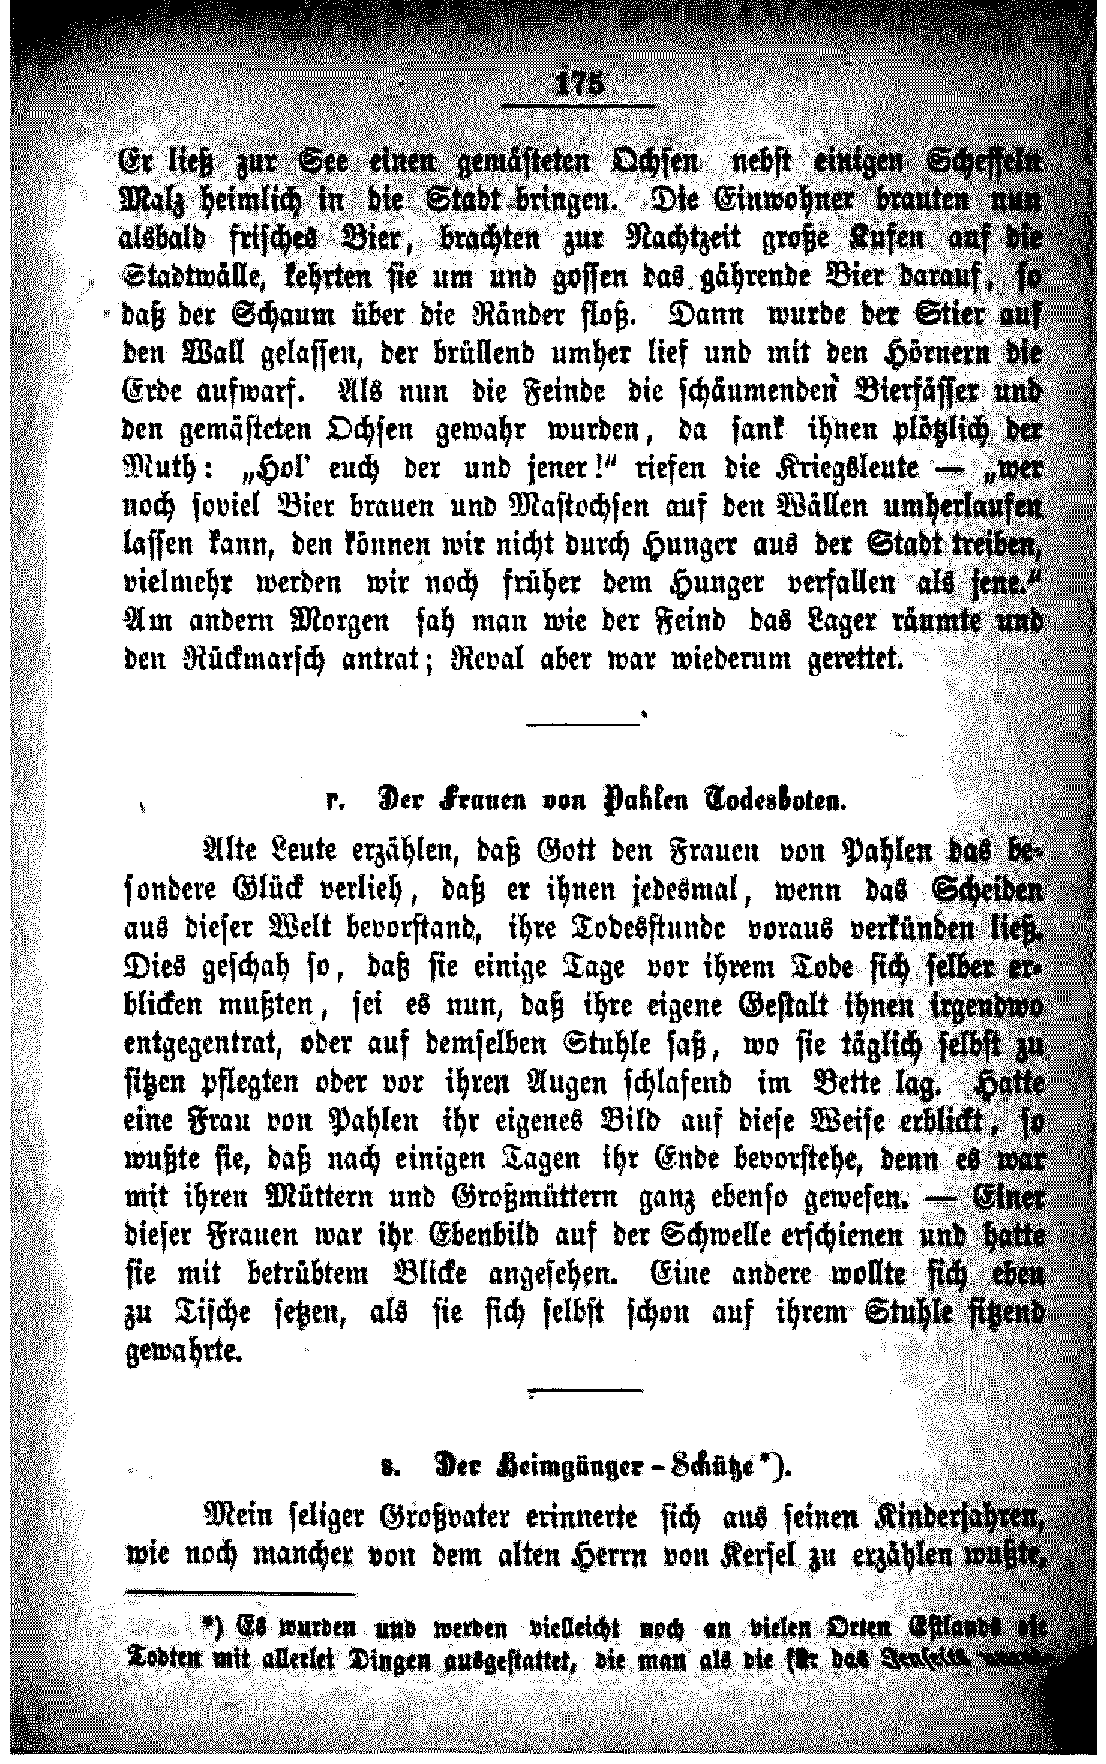 175
Er ließ zur See einen gemästeten Ochsen nebst einigen Scheffeln
Malz heimlich in die Stadt bringen. Die Einwohner brauten nun
alsbald frisches Bier, brachten zur Nachtzeit große Kufen auf die
Stadtwälle, kehrten sie um und gossen das gährende Bier darauf, so
daß der Schaum über die Ränder floß. Dann wurde der Stier auf
den Wall gelassen, der brüllend umher lief und mit den Hörnern die
Erde aufwarf. Als nun die Feinde die schäumenden Bierfässer und
den gemästeten Ochsen gewahr wurden, da sank ihnen plötzlich der
Muth: „Hol' euch der und jener!“ riefen die Kriegsleute — „wer
noch soviel Bier brauen und Mastochsen auf den Wällen umherlaufen
lassen kann, den können wir nicht durch Hunger aus der Stadt treiben,
vielmehr werden wir noch früher dem Hunger verfallen als jene.“
Am andern Morgen sah man wie der Feind das Lager räumte und
den Rückmarsch antrat; Reval aber war wiederum gerettet.
r. Der Frauen von Pahlen Todesboten.
Alte Leute erzählen, daß Gott den Frauen von Pahlen das be-
sondere Glück verlieh, daß er ihnen jedesmal, wenn das Scheiden
aus dieser Welt bevorstand, ihre Todesstunde voraus verkünden ließ.
Dies geschah so, daß sie einige Tage vor ihrem Tode sich selber er-
blicken mußten, sei es nun, daß ihre eigene Gestalt ihnen irgendwo
entgegentrat, oder auf demselben Stuhle saß, wo sie täglich selbst zu
sitzen pflegten oder vor ihren Augen schlafend im Bette lag. Hatte
eine Frau von Pahlen ihr eigenes Bild auf diese Weise erblickt, so
wußte sie, daß nach einigen Tagen ihr Ende bevorstehe, denn es war
mit ihren Müttern und Großmüttern ganz ebenso gewesen. — Einer
dieser Frauen war ihr Ebenbild auf der Schwelle erschienen und hatte
sie mit betrübtem Blicke angesehen. Eine andere wollte sich eben
zu Tische setzen, als sie sich selbst schon auf ihrem Stuhle sitzend
gewahrte.
s. Der Heimgänger-Schütze*).
Mein seliger Großvater erinnerte sich aus seinen Kinderjahren,
wie noch mancher von dem alten Herrn von Kersel zu erzählen wußte,
*) Es wurden und werden vielleicht noch an vielen Orten Estlands die
Todten mit allerlei Dingen ausgestattet, die man als die für das Jenseits